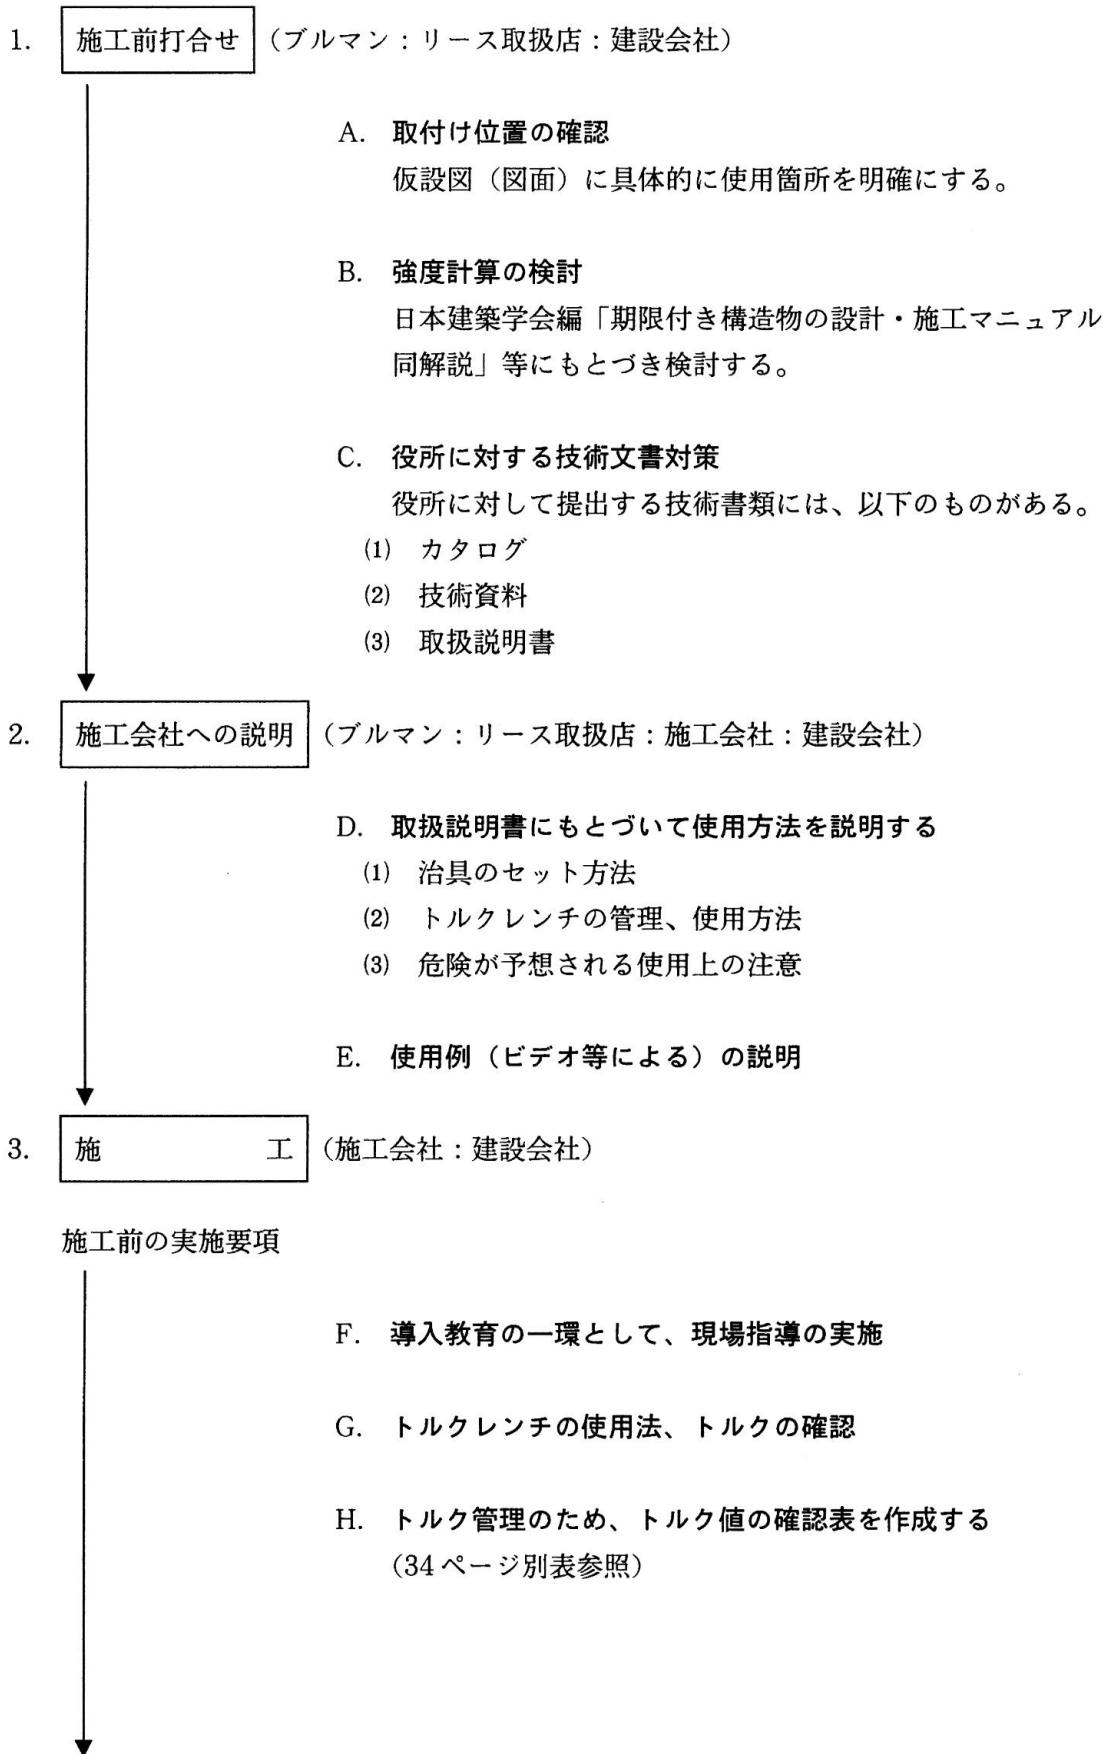 1. 施工前打合せ (ブルマン：リース取扱店：建設会社)
A. 取付け位置の確認
仮設図（図面）に具体的に使用箇所を明確にする。
B. 強度計算の検討
日本建築学会編「期限付き構造物の設計・施工マニュアル
同解説」等にもとづき検討する。
C. 役所に対する技術文書対策
役所に対して提出する技術書類には、以下のものがある。
(1) カタログ
(2) 技術資料
(3) 取扱説明書
2. 施工会社への説明 (ブルマン：リース取扱店：施工会社：建設会社)
D. 取扱説明書にもとづいて使用方法を説明する
(1) 治具のセット方法
(2) トルクレンチの管理、使用方法
(3) 危険が予想される使用上の注意
E. 使用例（ビデオ等による）の説明
3. 施 工 (施工会社：建設会社)
施工前の実施要項
F. 導入教育の一環として、現場指導の実施
G. トルクレンチの使用法、トルクの確認
H. トルク管理のため、トルク値の確認表を作成する
(34ページ別表参照)